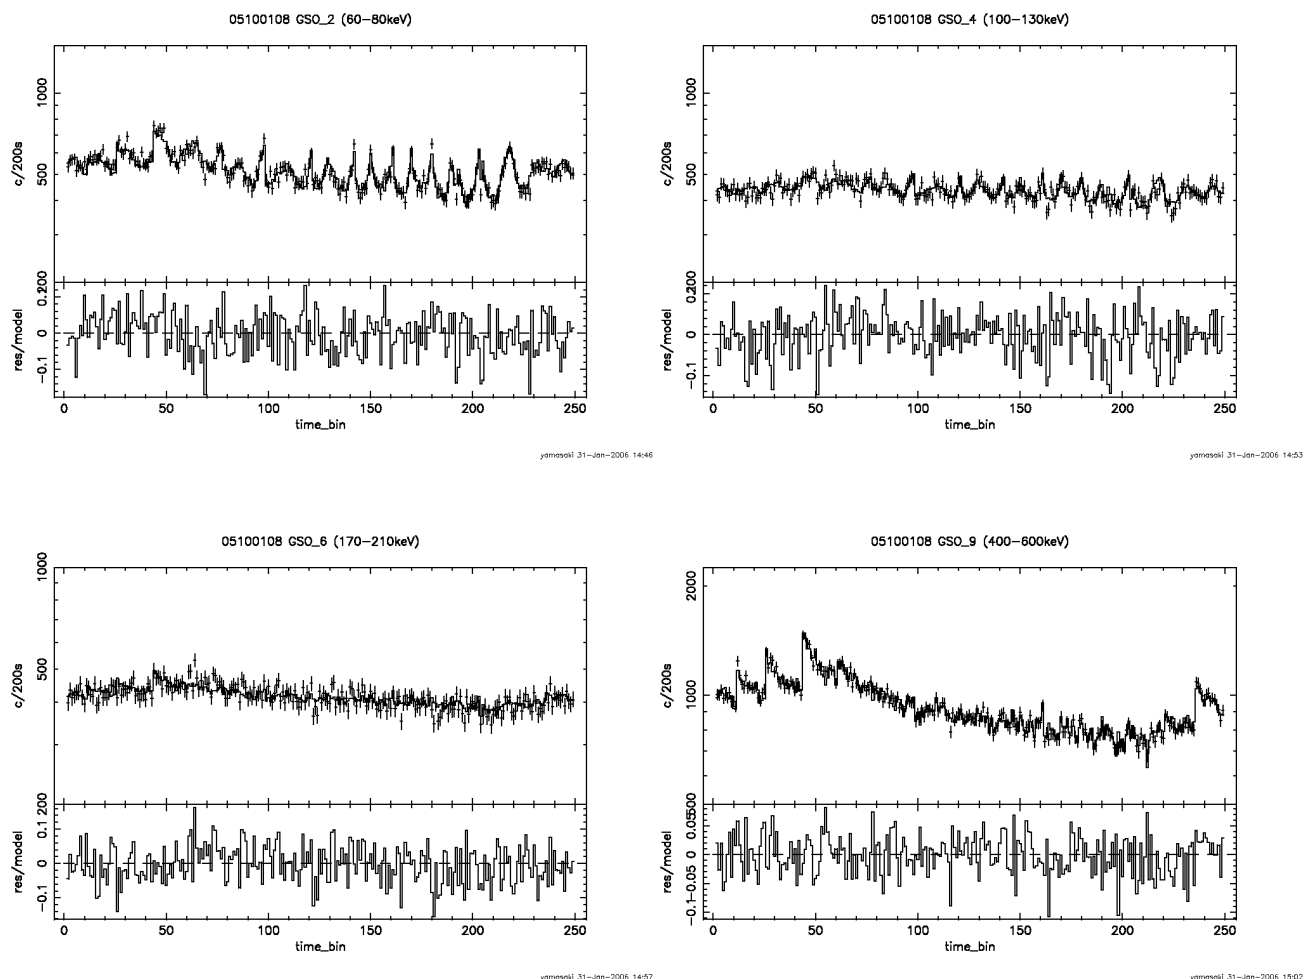 05100108 GSO_2 (60-80keV)
1000
500
c/200s
200
0.1
0
-0.1
res/model
0 50 100 150 200 250
time_bin
yamasaki 31-Jan-2006 14:46
05100108 GSO_4 (100-130keV)
1000
500
c/200s
200
0
-0.1
res/model
0 50 100 150 200 250
time_bin
yamasaki 31-Jan-2006 14:53
05100108 GSO_6 (170-210keV)
1000
500
c/200s
200
0.1
0
-0.1
res/model
0 50 100 150 200 250
time_bin
yamasaki 31-Jan-2006 14:57
05100108 GSO_9 (400-600keV)
2000
1000
c/200s
500
0.05
0
-0.05
-0.1
res/model
0 50 100 150 200 250
time_bin
yamasaki 31-Jan-2006 15:02